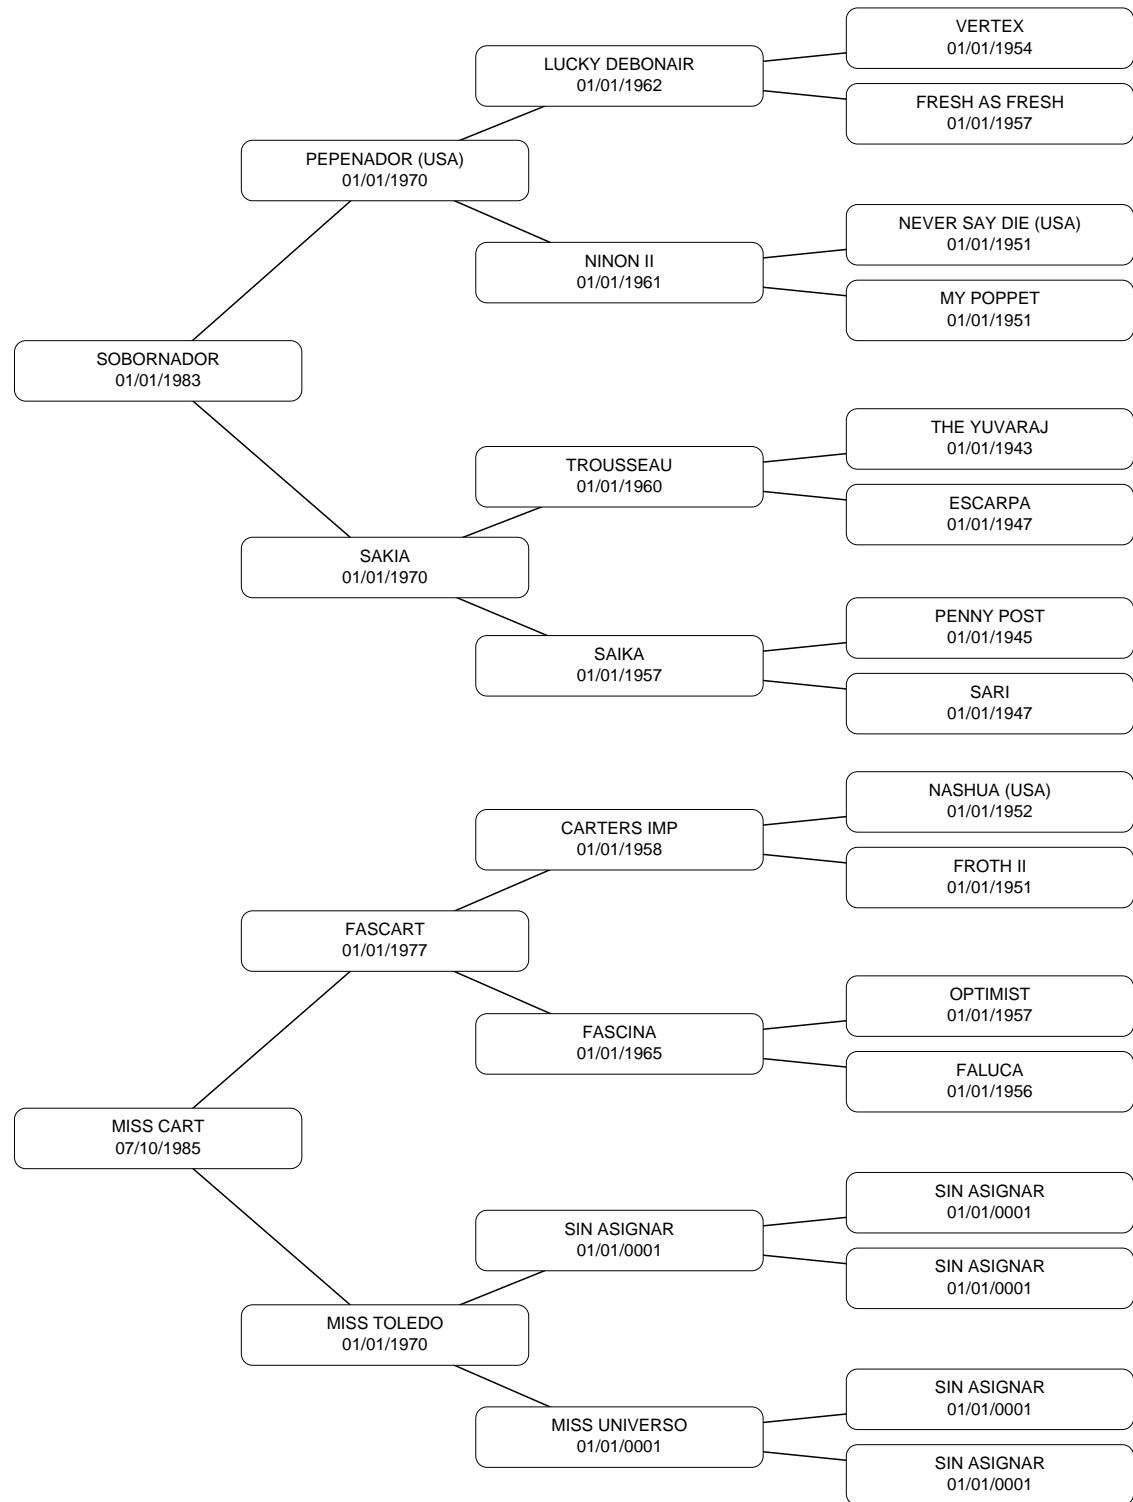 VERTEX
01/01/1954
LUCKY DEBONAIR
01/01/1962
FRESH AS FRESH
01/01/1957
PEPENADOR (USA)
01/01/1970
NEVER SAY DIE (USA)
01/01/1951
NINON II
01/01/1961
MY POPPET
01/01/1951
SOBORNADOR
01/01/1983
THE YUVARAJ
01/01/1943
TROUSSEAU
01/01/1960
ESCARPA
01/01/1947
SAKIA
01/01/1970
PENNY POST
01/01/1945
SAIKA
01/01/1957
SARI
01/01/1947
NASHUA (USA)
01/01/1952
CARTERS IMP
01/01/1958
FROTH II
01/01/1951
FASCART
01/01/1977
OPTIMIST
01/01/1957
FASCINA
01/01/1965
FALUCA
01/01/1956
MISS CART
07/10/1985
SIN ASIGNAR
01/01/0001
SIN ASIGNAR
01/01/0001
SIN ASIGNAR
01/01/0001
MISS TOLEDO
01/01/1970
SIN ASIGNAR
01/01/0001
MISS UNIVERSO
01/01/0001
SIN ASIGNAR
01/01/0001